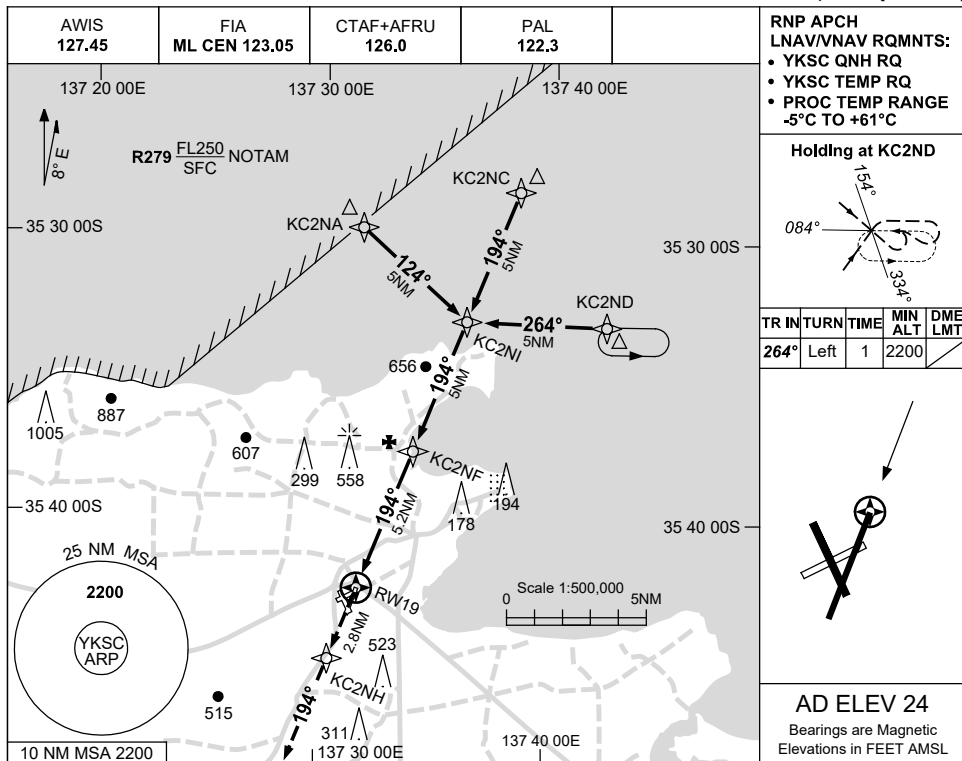 AWIS
127.45
FIA
ML CEN 123.05
CTAF+AFRU
126.0
PAL
122.3
RNP APCH
LNAV/VNAV RQMNTS:
• YKSC QNH RQ
• YKSC TEMP RQ
• PROC TEMP RANGE
-5°C TO +61°C
137 20 00E
137 30 00E
137 40 00E
8° E
R279 FL250 NOTAM
SFC
KC2NC
KC2NA
35 30 00S
35 30 00S
194°
5NM
124°
5NM
KC2ND
264°
5NM
KC2NI
Holding at KC2ND
154°
084°
334°
TR IN TURN TIME MIN ALT DME LMT
264° Left 1 2200
656
194°
5NM
887
1005
607
299
558
KC2NF
194
178
35 40 00S
35 40 00S
194°
5.2NM
25 NM MSA
2200
YKSC
ARP
RW19
Scale 1:500,000
0 5NM
2.8NM
523
KC2NH
515
194°
311
10 NM MSA 2200
137 30 00E
137 40 00E
AD ELEV 24
Bearings are Magnetic
Elevations in FEET AMSL